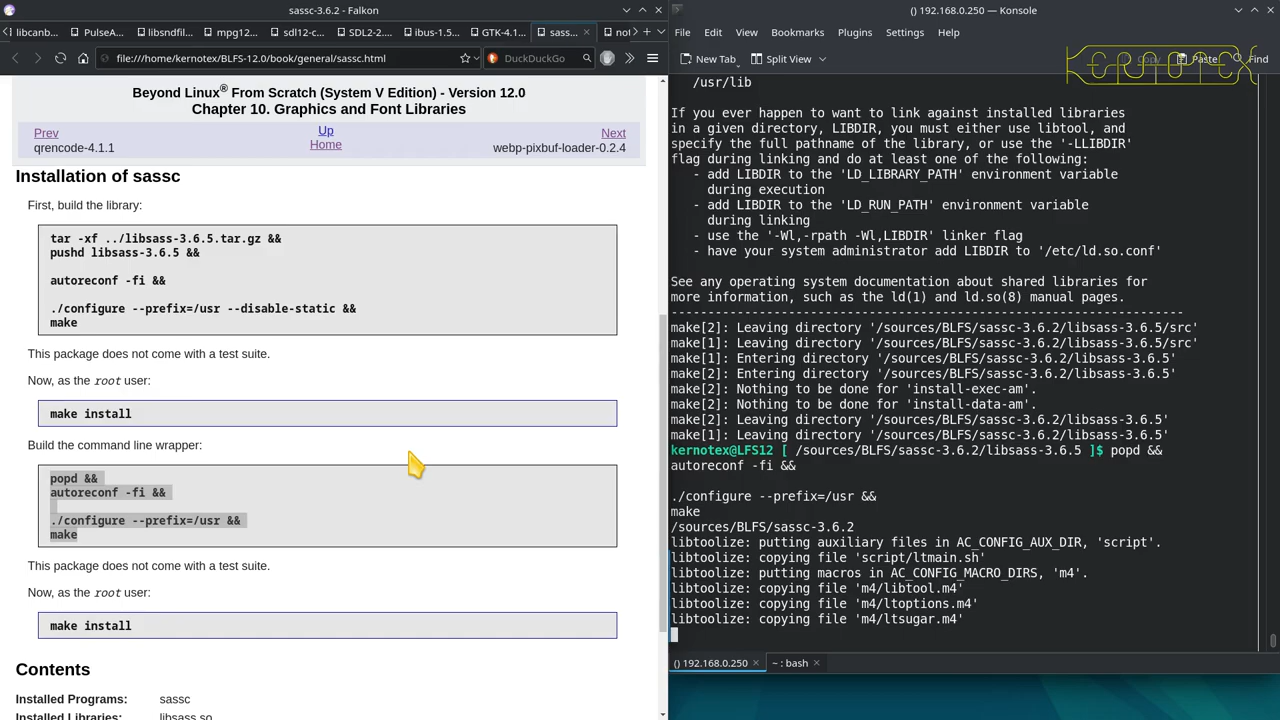 sassc-3.6.2 — Falkon
libcanb...
PulseA...
libsndfil...
mpg12...
sdl12-c...
SDL2-2....
ibus-1.5...
GTK-4.1...
sass...
not
file:///home/kernotex/BLFS-12.0/book/general/sassc.html
DuckDuckGo
Beyond Linux® From Scratch (System V Edition) - Version 12.0
Chapter 10. Graphics and Font Libraries
Prev
Up
Next
qrencode-4.1.1
Home
webp-pixbuf-loader-0.2.4
Installation of sassc
First, build the library:
tar -xf ../libsass-3.6.5.tar.gz &&
pushd libsass-3.6.5 &&
autoreconf -fi &&
./configure --prefix=/usr --disable-static &&
make
This package does not come with a test suite.
Now, as the root user:
make install
Build the command line wrapper:
popd &&
autoreconf -fi &&
./configure --prefix=/usr &&
make
This package does not come with a test suite.
Now, as the root user:
make install
Contents
Installed Programs: sassc
Installed Libraries: libsass.so
() 192.168.0.250 — Konsole
File Edit View Bookmarks Plugins Settings Help
New Tab
Split View
Copy
Paste
Find
KERNOTEX
/usr/lib
If you ever happen to want to link against installed libraries
in a given directory, LIBDIR, you must either use libtool, and
specify the full pathname of the library, or use the '-LLIBDIR'
flag during linking and do at least one of the following:
- add LIBDIR to the 'LD_LIBRARY_PATH' environment variable
during execution
- add LIBDIR to the 'LD_RUN_PATH' environment variable
during linking
- use the '-Wl,-rpath -Wl,LIBDIR' linker flag
- have your system administrator add LIBDIR to '/etc/ld.so.conf'
See any operating system documentation about shared libraries for
more information, such as the ld(1) and ld.so(8) manual pages.
----------------------------------------------------------------------
make[2]: Leaving directory '/sources/BLFS/sassc-3.6.2/libsass-3.6.5/src'
make[1]: Leaving directory '/sources/BLFS/sassc-3.6.2/libsass-3.6.5/src'
make[1]: Entering directory '/sources/BLFS/sassc-3.6.2/libsass-3.6.5'
make[2]: Entering directory '/sources/BLFS/sassc-3.6.2/libsass-3.6.5'
make[2]: Nothing to be done for 'install-exec-am'.
make[2]: Nothing to be done for 'install-data-am'.
make[2]: Leaving directory '/sources/BLFS/sassc-3.6.2/libsass-3.6.5'
make[1]: Leaving directory '/sources/BLFS/sassc-3.6.2/libsass-3.6.5'
kernotex@LFS12 [ /sources/BLFS/sassc-3.6.2/libsass-3.6.5 ]$ popd &&
autoreconf -fi &&
./configure --prefix=/usr &&
make
/sources/BLFS/sassc-3.6.2
libtoolize: putting auxiliary files in AC_CONFIG_AUX_DIR, 'script'.
libtoolize: copying file 'script/ltmain.sh'
libtoolize: putting macros in AC_CONFIG_MACRO_DIRS, 'm4'.
libtoolize: copying file 'm4/libtool.m4'
libtoolize: copying file 'm4/ltoptions.m4'
libtoolize: copying file 'm4/ltsugar.m4'
() 192.168.0.250
~ : bash